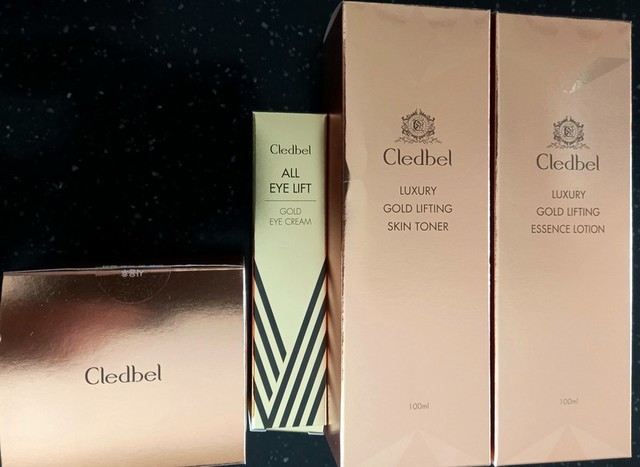 Cledbel
Cledbel
ALL
EYE LIFT
GOLD
EYE CREAM
Cledbel
LUXURY
GOLD LIFTING
SKIN TONER
100ml
Cledbel
LUXURY
GOLD LIFTING
ESSENCE LOTION
100ml